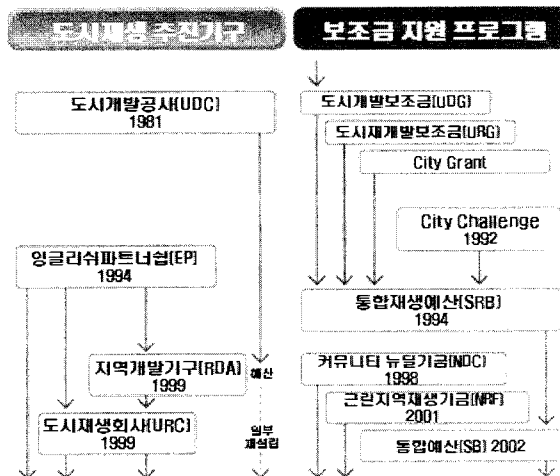 도시재생 추진기구
도시개발공사(UDC)
1981
잉글리쉬파트너쉽(EP)
1994
지역개발기구(RDA)
1999
예산
도시재생회사(URC)
1999
일부
재설립
보조금 지원 프로그램
도시개발보조금(UDG)
도시재개발보조금(URG)
City Grant
City Challenge
1992
통합재생예산(SRB)
1994
커뮤니티 뉴딜기금(NDC)
1998
근린지역재생기금(NRF)
2001
통합예산(SB) 2002